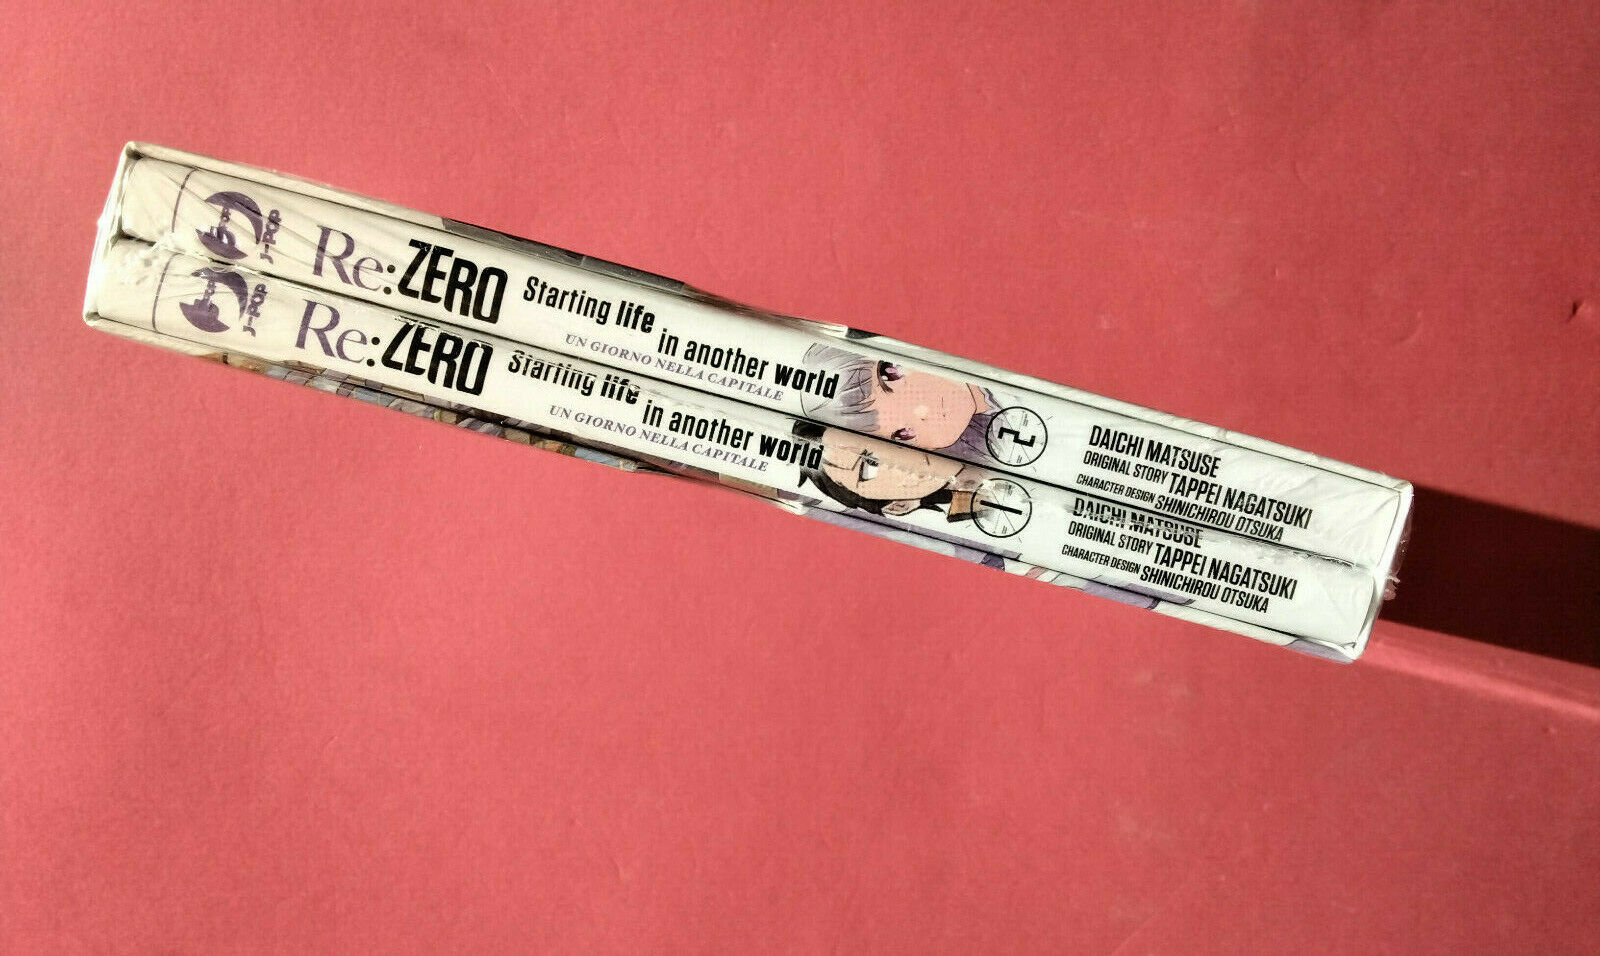 J-POP
Re:ZERO
Starting life
in another world
UN GIORNO NELLA CAPITALE
2
DAICHI MATSUSE
ORIGINAL STORY TAPPEI NAGATSUKI
CHARACTER DESIGN SHINICHIROU OTSUKA
J-POP
Re:ZERO
Starting life
in another world
UN GIORNO NELLA CAPITALE
1
DAICHI MATSUSE
ORIGINAL STORY TAPPEI NAGATSUKI
CHARACTER DESIGN SHINICHIROU OTSUKA